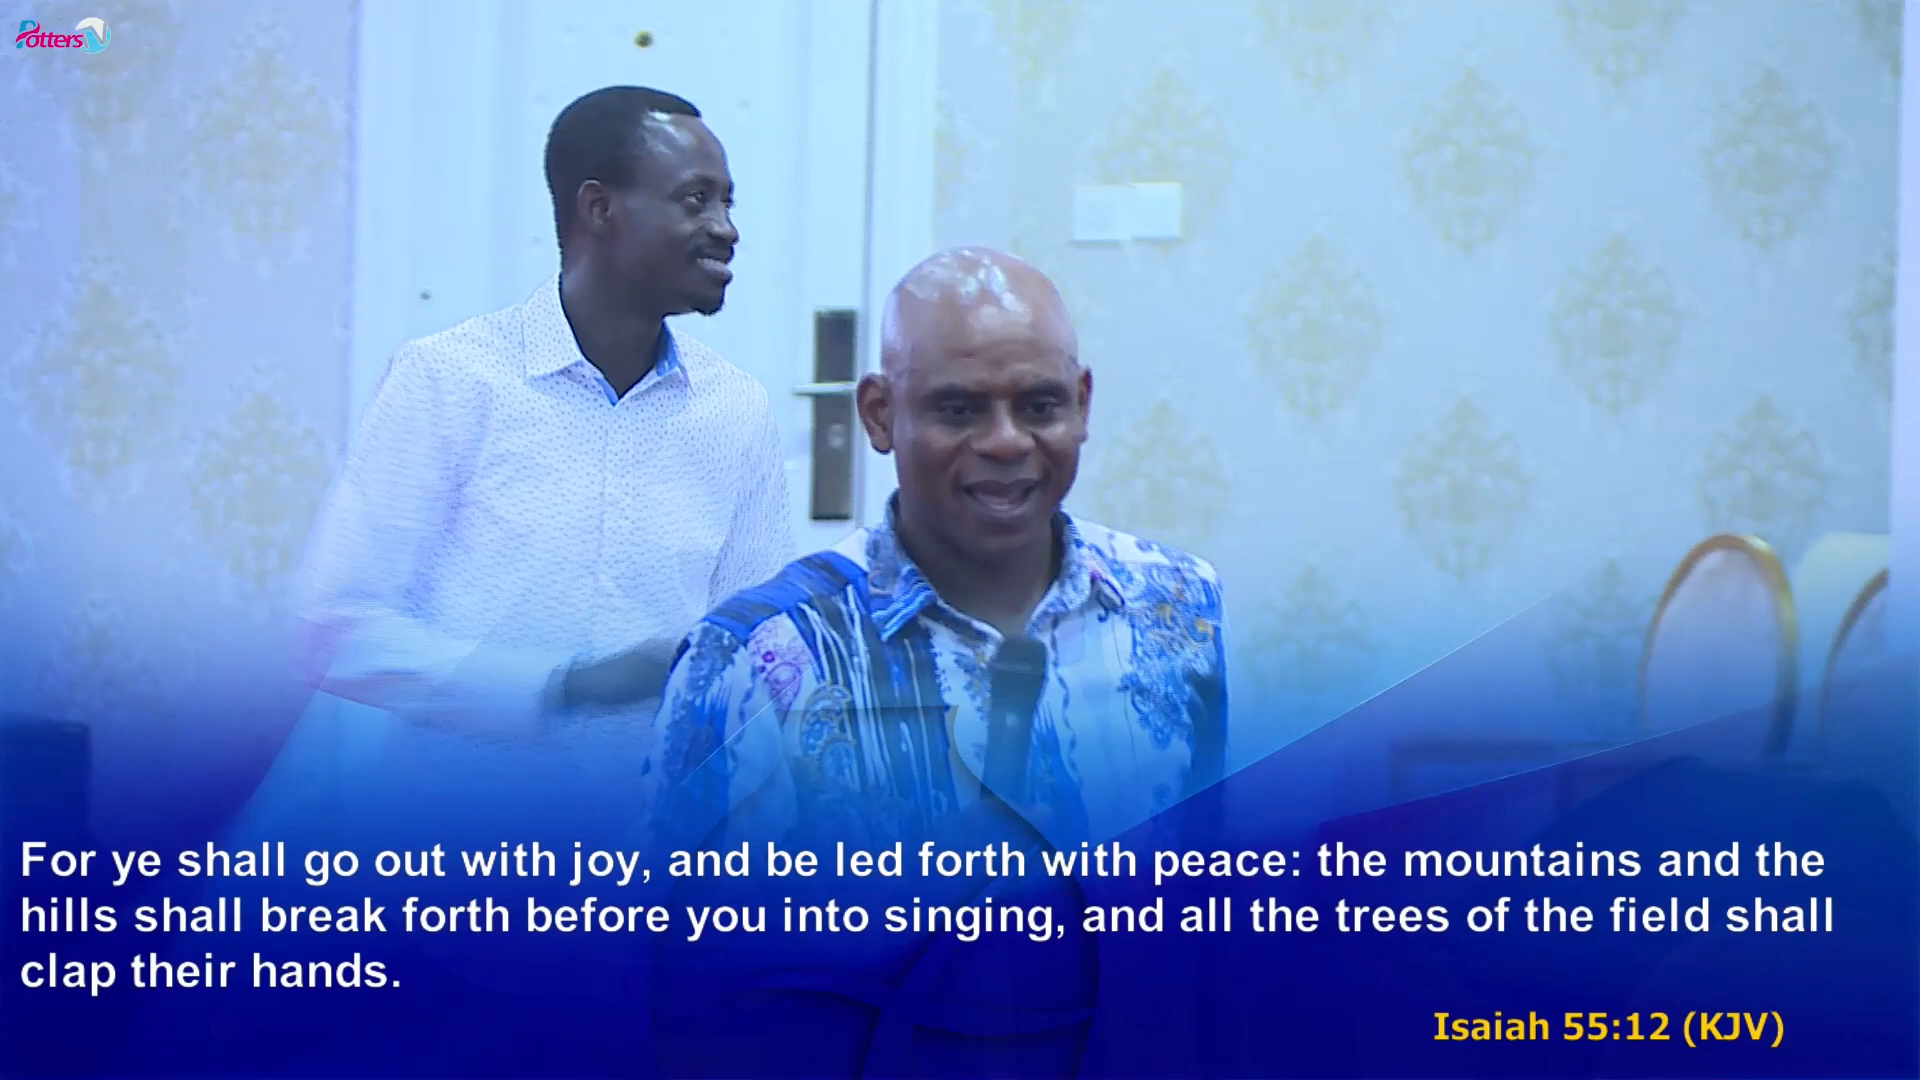 PottersN
For ye shall go out with joy, and be led forth with peace: the mountains and the
hills shall break forth before you into singing, and all the trees of the field shall
clap their hands.
Isaiah 55:12 (KJV)